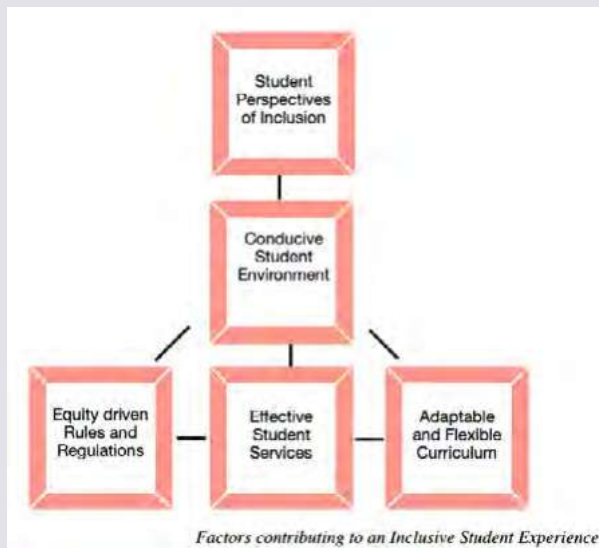 Student
Perspectives
of Inclusion
Conducive
Student
Environment
Equity driven
Rules and
Regulations
Effective
Student
Services
Adaptable
and Flexible
Curriculum
Factors contributing to an Inclusive Student Experience